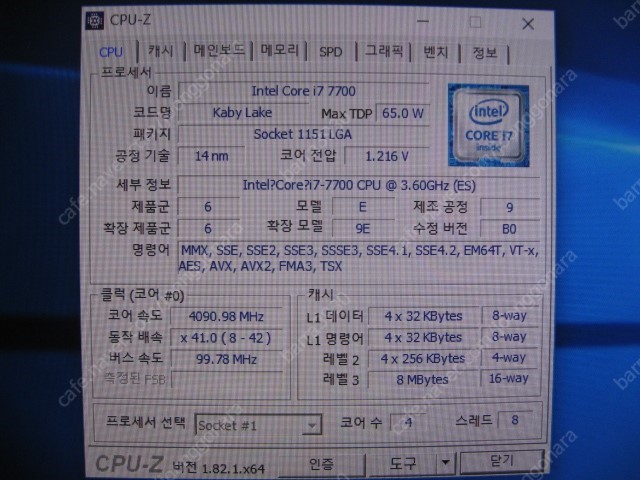 CPU-Z
CPU 캐시 메인보드 메모리 SPD 그래픽 벤치 정보
프로세서
이름 Intel Core i7 7700
코드명 Kaby Lake Max TDP 65.0 W
패키지 Socket 1151 LGA
공정 기술 14 nm 코어 전압 1.216 V
intel
CORE i7
inside
세부 정보 Intel?Core?i7-7700 CPU @ 3.60GHz (ES)
제품군 6 모델 E 제조 공정 9
확장 제품군 6 확장 모델 9E 수정 버전 B0
명령어 MMX, SSE, SSE2, SSE3, SSSE3, SSE4.1, SSE4.2, EM64T, VT-x,
AES, AVX, AVX2, FMA3, TSX
클럭 (코어 #0)
코어 속도 4090.98 MHz
동작 배속 x 41.0 ( 8 - 42 )
버스 속도 99.78 MHz
측정된 FSB
캐시
L1 데이터 4 x 32 KBytes 8-way
L1 명령어 4 x 32 KBytes 8-way
레벨 2 4 x 256 KBytes 4-way
레벨 3 8 MBytes 16-way
프로세서 선택 Socket #1 코어 수 4 스레드 8
CPU-Z 버전 1.82.1.x64 인증 도구 닫기